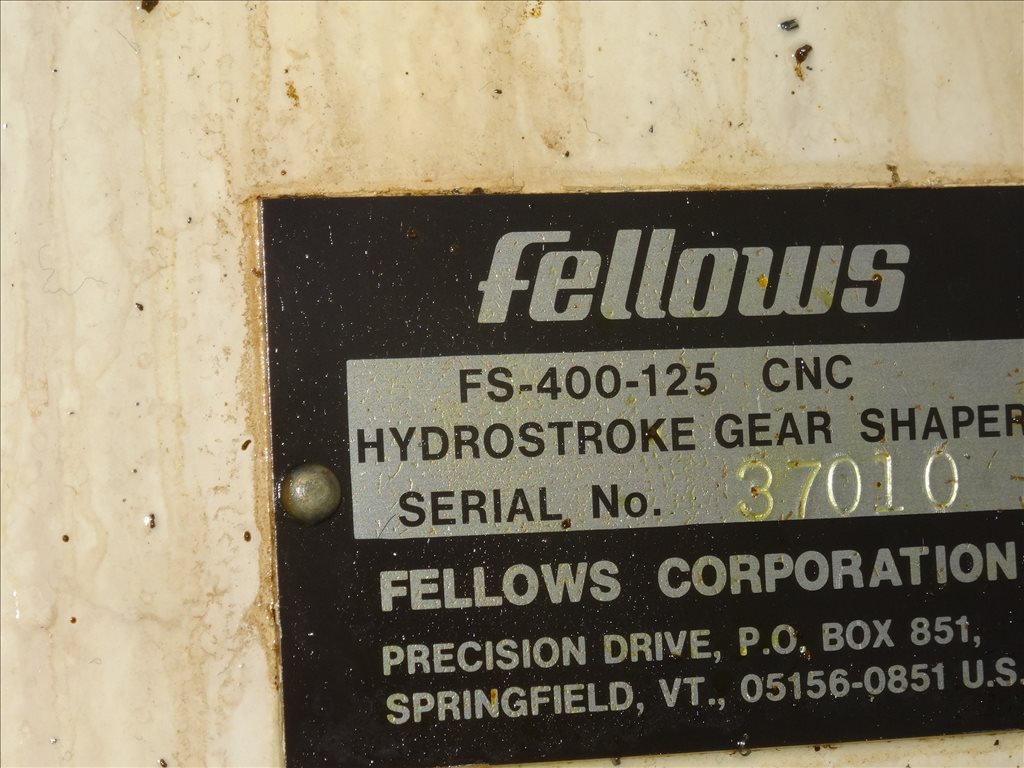 fellows
FS-400-125 CNC
HYDROSTROKE GEAR SHAPER
SERIAL No. 37010
FELLOWS CORPORATION
PRECISION DRIVE, P.O. BOX 851,
SPRINGFIELD, VT., 05156-0851 U.S.